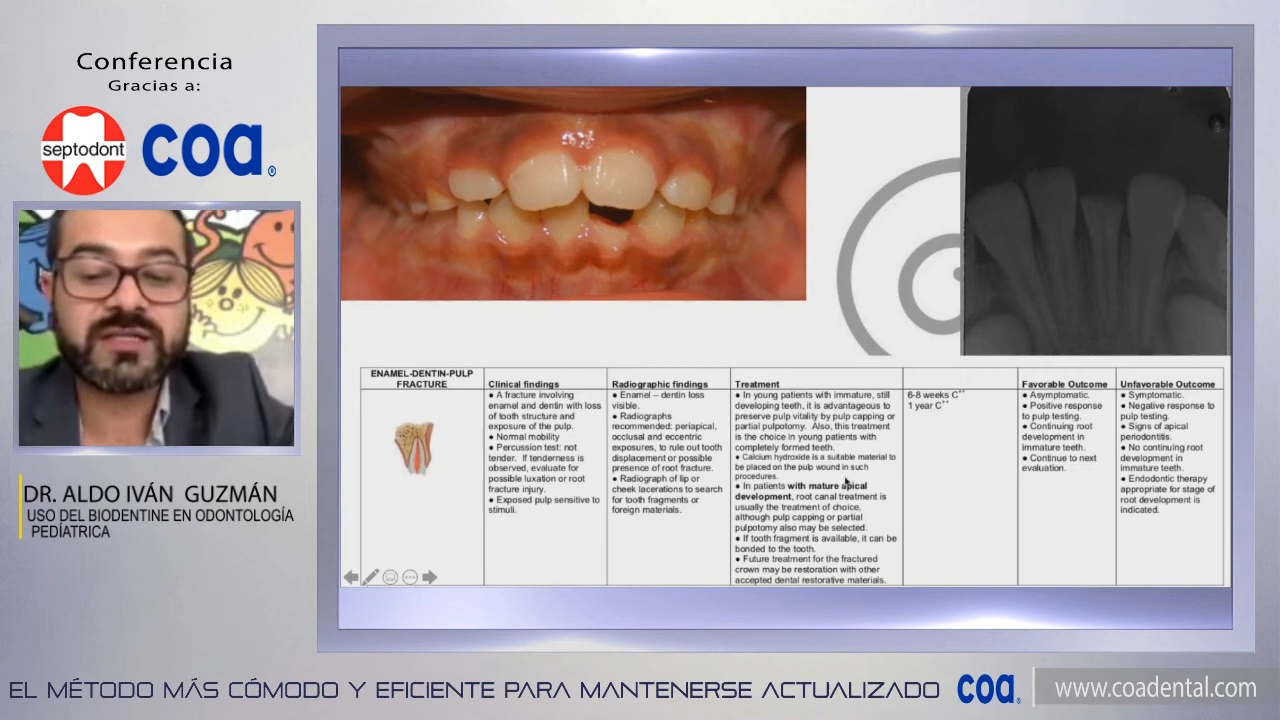 Conferencia
Gracias a:
septodont
coa®
DR. ALDO IVÁN GUZMÁN
USO DEL BIODENTINE EN ODONTOLOGÍA
PEDÍATRICA
ENAMEL-DENTIN-PULP
FRACTURE
Clinical findings
● A fracture involving
enamel and dentin with loss
of tooth structure and
exposure of the pulp.
● Normal mobility
● Percussion test: not
tender. If tenderness is
observed, evaluate for
possible luxation or root
fracture injury.
● Exposed pulp sensitive to
stimuli.
Radiographic findings
● Enamel – dentin loss
visible.
● Radiographs
recommended: periapical,
occlusal and eccentric
exposures, to rule out tooth
displacement or possible
presence of root fracture.
● Radiograph of lip or
cheek lacerations to search
for tooth fragments or
foreign materials.
Treatment
● In young patients with immature, still
developing teeth, it is advantageous to
preserve pulp vitality by pulp capping or
partial pulpotomy. Also, this treatment
is the choice in young patients with
completely formed teeth.
● Calcium hydroxide is a suitable material to
be placed on the pulp wound in such
procedures.
● In patients with mature apical
development, root canal treatment is
usually the treatment of choice,
although pulp capping or partial
pulpotomy also may be selected.
● If tooth fragment is available, it can be
bonded to the tooth.
● Future treatment for the fractured
crown may be restoration with other
accepted dental restorative materials.
6-8 weeks C++
1 year C++
Favorable Outcome
● Asymptomatic.
● Positive response
to pulp testing.
● Continuing root
development in
immature teeth.
● Continue to next
evaluation.
Unfavorable Outcome
● Symptomatic.
● Negative response to
pulp testing.
● Signs of apical
periodontitis.
● No continuing root
development in
immature teeth.
● Endodontic therapy
appropriate for stage of
root development is
indicated.
EL MÉTODO MÁS CÓMODO Y EFICIENTE PARA MANTENERSE ACTUALIZADO
coa®
www.coadental.com